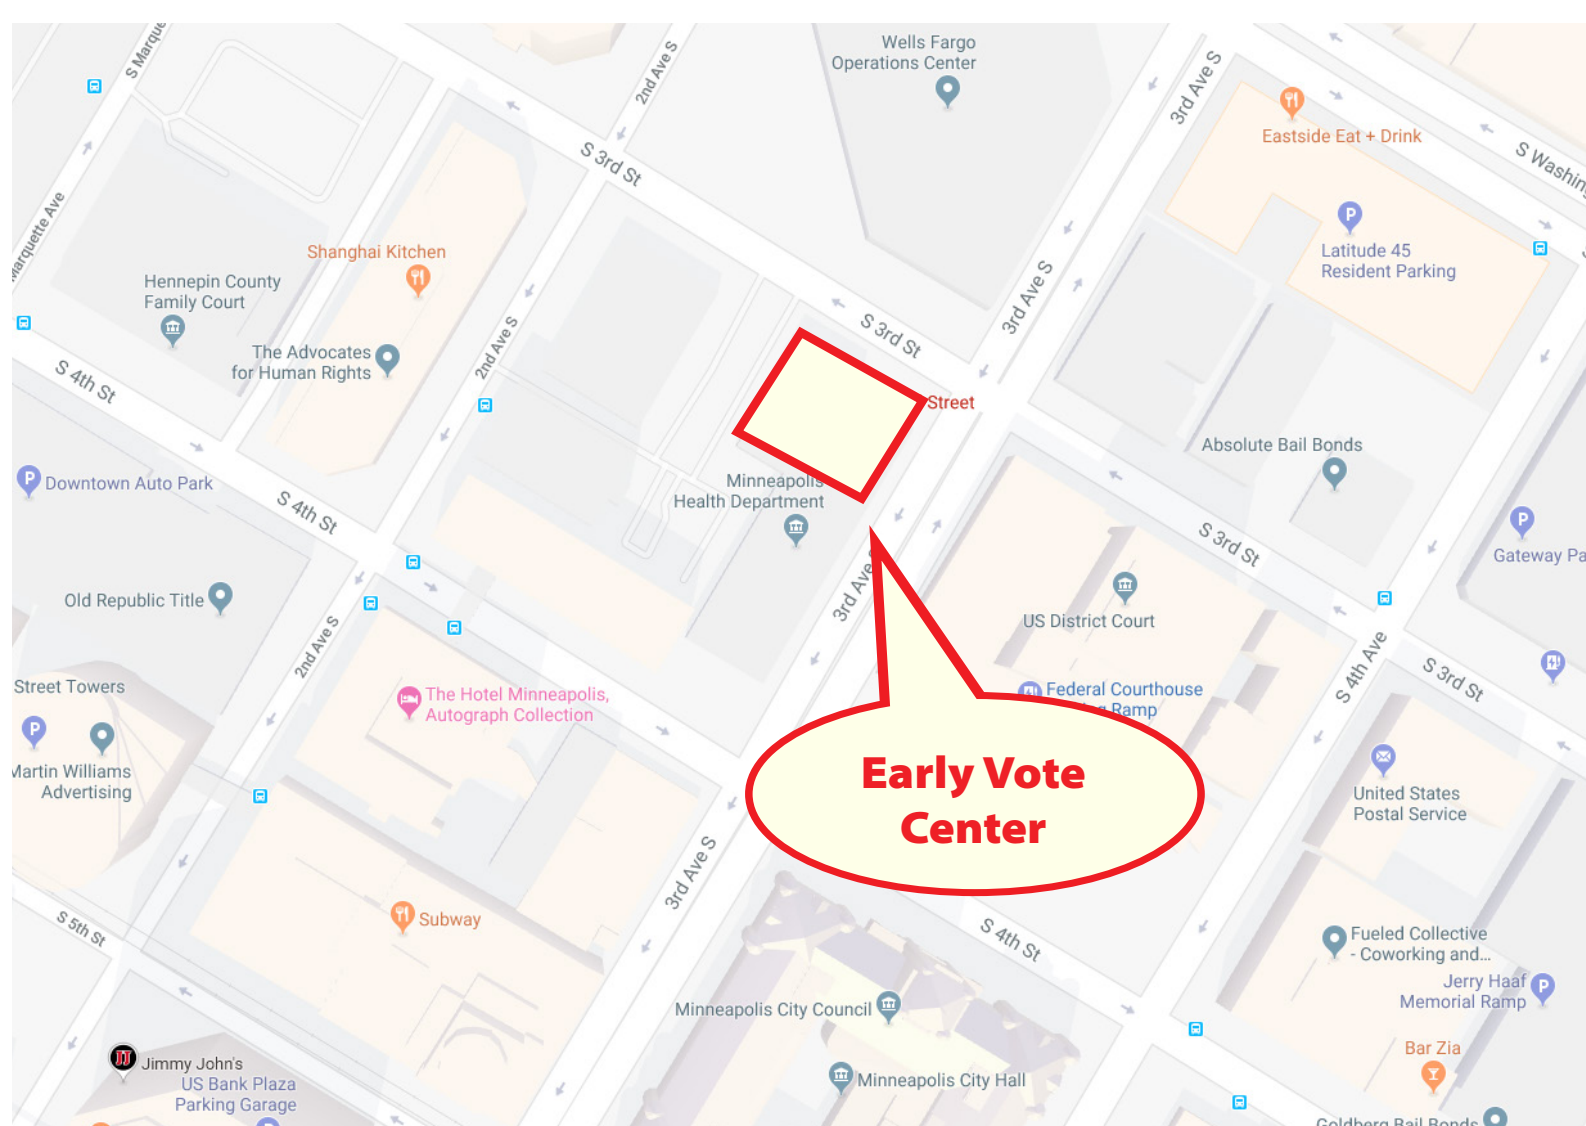 S Marque
2nd Ave S
Wells Fargo
Operations Center
3rd Ave S
Eastside Eat + Drink
S Washin
S 3rd St
Marquette Ave
Shanghai Kitchen
Hennepin County
Family Court
The Advocates
for Human Rights
2nd Ave S
3rd Ave S
Latitude 45
Resident Parking
S 3rd St
Street
S 4th St
Absolute Bail Bonds
Downtown Auto Park
S 4th St
Minneapolis
Health Department
S 3rd St
Gateway Pa
Old Republic Title
3rd Ave S
US District Court
2nd Ave S
S 4th Ave
S 3rd St
Street Towers
The Hotel Minneapolis,
Autograph Collection
Federal Courthouse
Ramp
Martin Williams
Advertising
Early Vote
Center
United States
Postal Service
3rd Ave S
S 5th St
Subway
S 4th St
Fueled Collective
- Coworking and...
Jerry Haaf
Memorial Ramp
Minneapolis City Council
Bar Zia
Jimmy John's
US Bank Plaza
Parking Garage
Minneapolis City Hall
Goldberg Bail Bonds